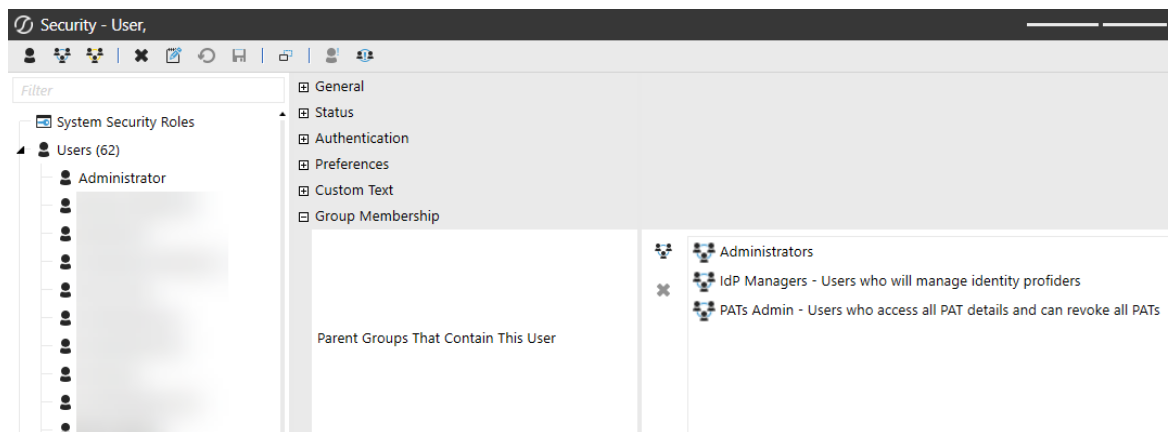 Security - User,
Filter
System Security Roles
Users (62)
Administrator
General
Status
Authentication
Preferences
Custom Text
Group Membership
Parent Groups That Contain This User
Administrators
IdP Managers - Users who will manage identity profiders
PATs Admin - Users who access all PAT details and can revoke all PATs